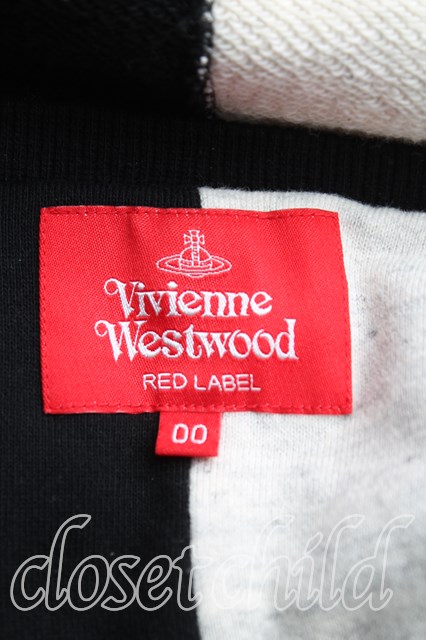 Vivienne
Westwood
RED LABEL
00
closetchild